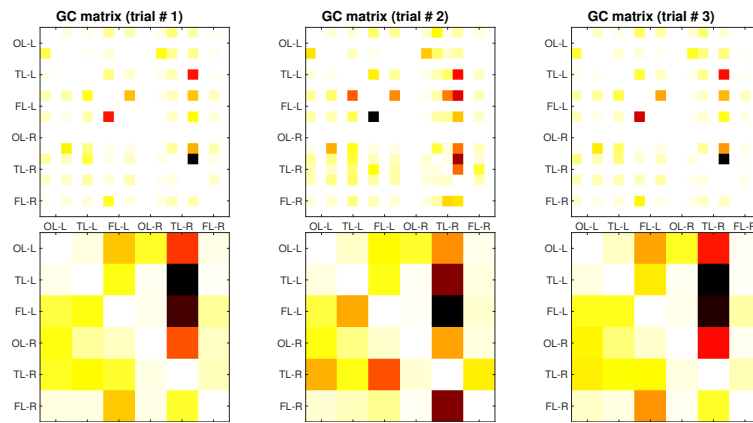 GC matrix (trial # 1) GC matrix (trial # 2) GC matrix (trial # 3)
OL-L OL-L OL-L
TL-L TL-L TL-L
FL-L FL-L FL-L
OL-R OL-R OL-R
TL-R TL-R TL-R
FL-R FL-R FL-R
OL-L TL-L FL-L OL-R TL-R FL-R OL-L TL-L FL-L OL-R TL-R FL-R OL-L TL-L FL-L OL-R TL-R FL-R
OL-L OL-L OL-L
TL-L TL-L TL-L
FL-L FL-L FL-L
OL-R OL-R OL-R
TL-R TL-R TL-R
FL-R FL-R FL-R